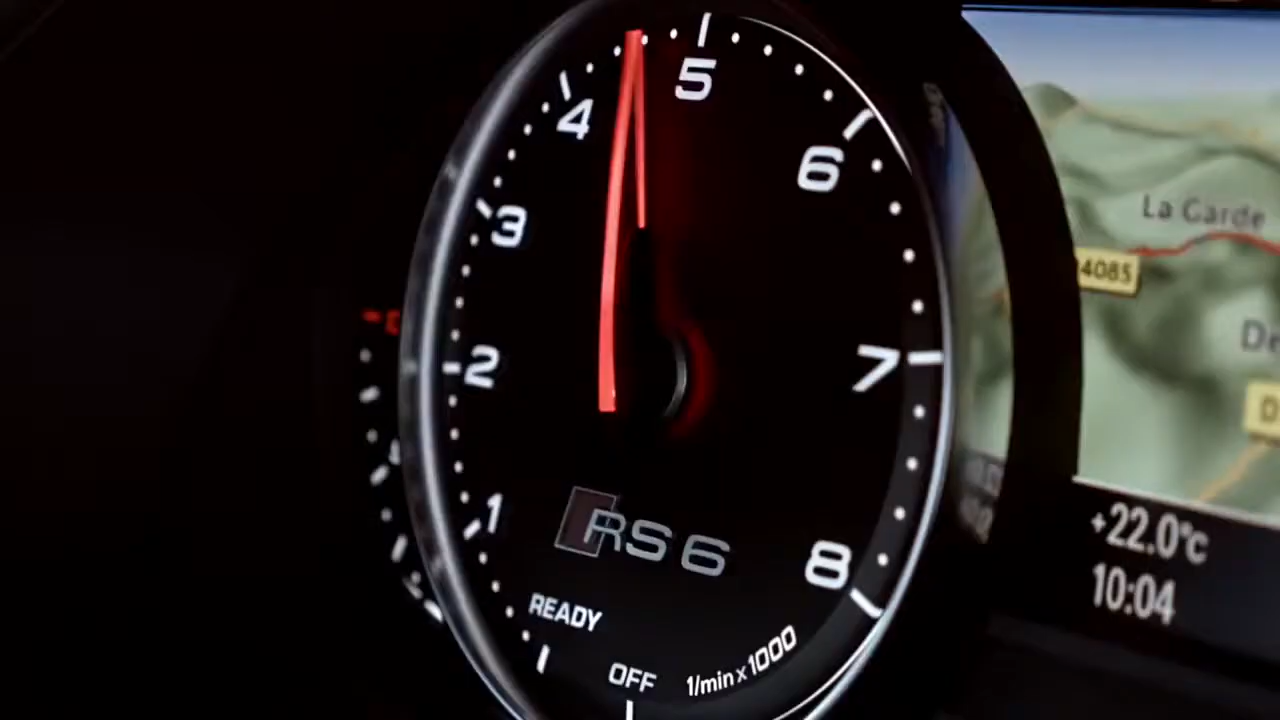 5
4
6
3
2
7
1
8
RS 6
READY
OFF
1/min x 1000
La Garde
4085
De
D
+22.0°C
10:04